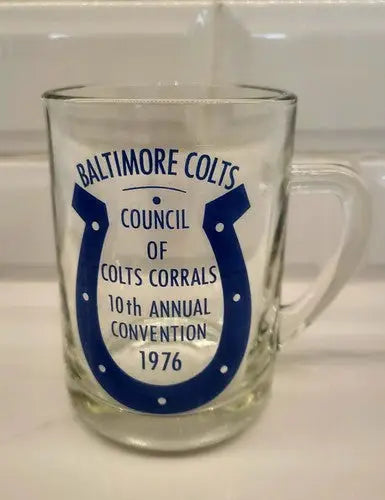 BALTIMORE COLTS
COUNCIL
OF
COLTS CORRALS
10th ANNUAL
CONVENTION
1976